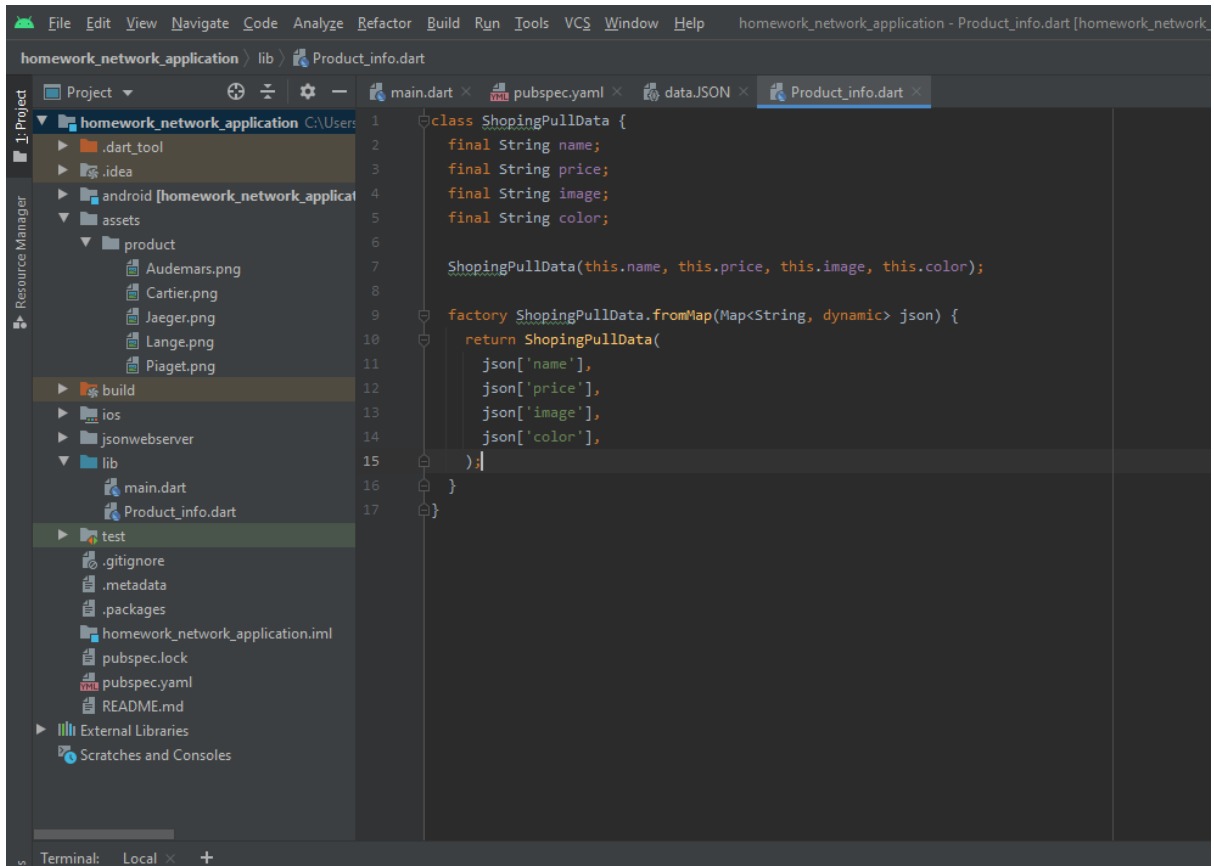 File Edit View Navigate Code Analyze Refactor Build Run Tools VCS Window Help homework_network_application - Product_info.dart [homework_network_
homework_network_application lib Product_info.dart
1: Project
Resource Manager
Project
homework_network_application C:\Users
.dart_tool
.idea
android [homework_network_applicat
assets
product
Audemars.png
Cartier.png
Jaeger.png
Lange.png
Piaget.png
build
ios
jsonwebserver
lib
main.dart
Product_info.dart
test
.gitignore
.metadata
.packages
homework_network_application.iml
pubspec.lock
pubspec.yaml
README.md
External Libraries
Scratches and Consoles
main.dart pubspec.yaml data.JSON Product_info.dart
1 class ShopingPullData {
2 final String name;
3 final String price;
4 final String image;
5 final String color;
6
7 ShopingPullData(this.name, this.price, this.image, this.color);
8
9 factory ShopingPullData.fromMap(Map<String, dynamic> json) {
10 return ShopingPullData(
11 json['name'],
12 json['price'],
13 json['image'],
14 json['color'],
15 );
16 }
17 }
Terminal: Local +